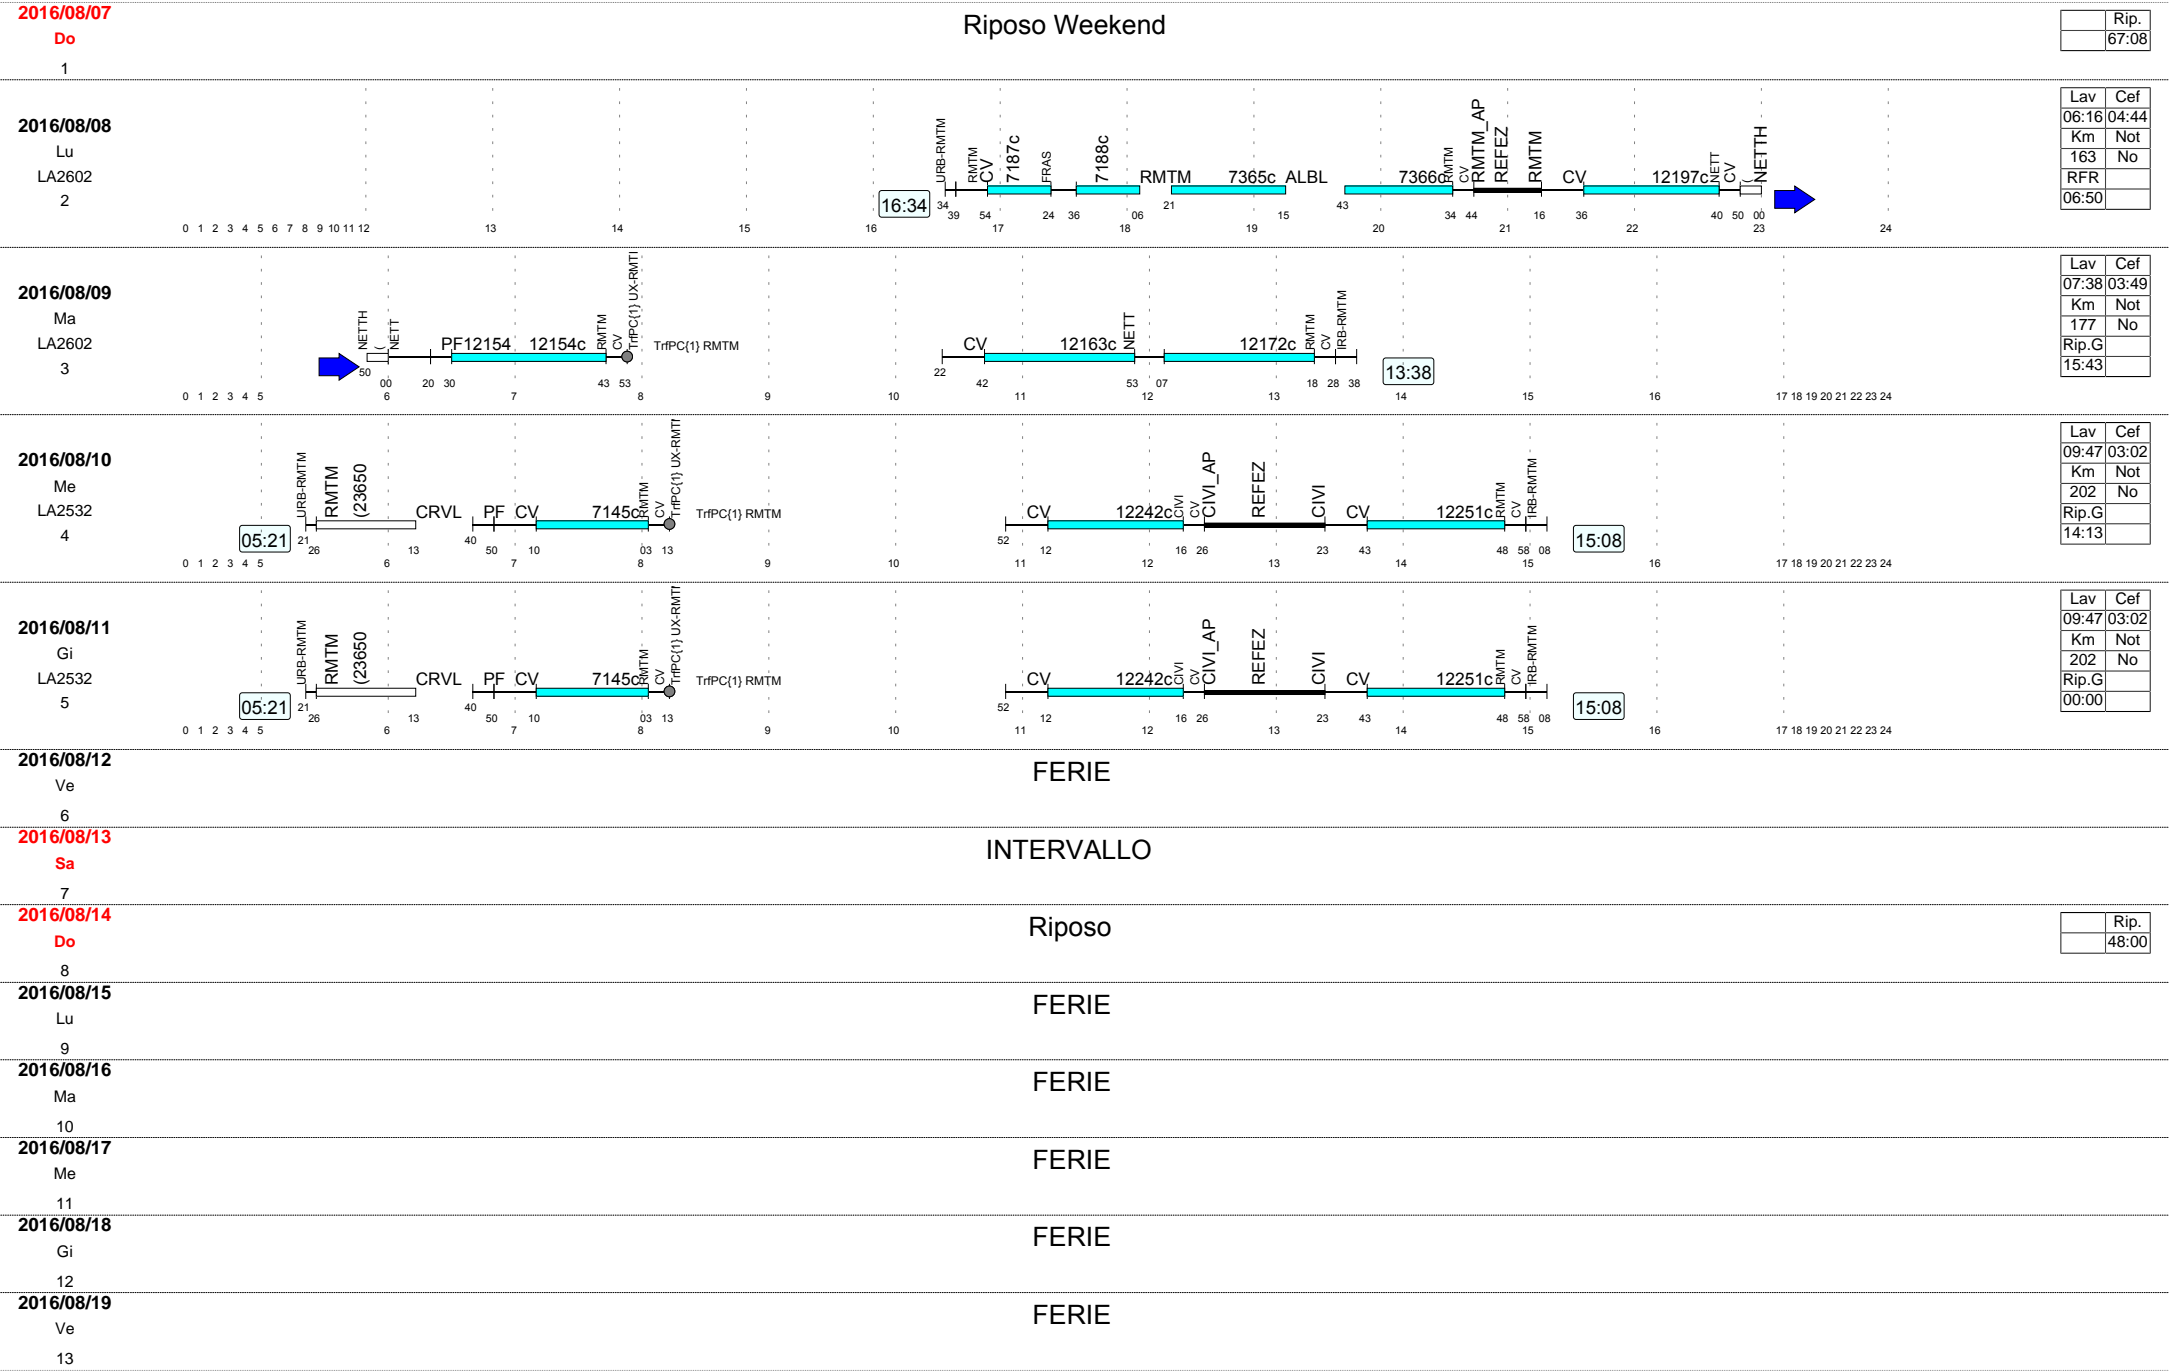 2016/08/07
Do
1
Riposo Weekend
Rip.
67:08
2016/08/08
Lu
LA2602
2
16:34
URB-RMTM
RMTM
CV
7187c
FRAS
7188c
RMTM
7365c
ALBL
7366c
RMTM
CV
RMTM_AP
REFEZ
RMTM
CV
12197c
NETT
CV
(
NETTH
34 39 54 24 36 06 21 15 43 34 44 16 36 40 50 00
0 1 2 3 4 5 6 7 8 9 10 11 12 13 14 15 16 17 18 19 20 21 22 23 24
Lav Cef
06:16 04:44
Km Not
163 No
RFR
06:50
2016/08/09
Ma
LA2602
3
NETTH
(
NETT
PF
12154
12154c
RMTM
CV
TrfPC{1} UX-RMTI
TrfPC{1} RMTM
CV
12163c
NETT
12172c
RMTM
CV
IRB-RMTM
13:38
50 00 20 30 43 53 22 42 53 07 18 28 38
0 1 2 3 4 5 6 7 8 9 10 11 12 13 14 15 16 17 18 19 20 21 22 23 24
Lav Cef
07:38 03:49
Km Not
177 No
Rip.G
15:43
2016/08/10
Me
LA2532
4
05:21
URB-RMTM
RMTM
(23650
CRVL
PF
CV
7145c
RMTM
CV
TrfPC{1} UX-RMTI
TrfPC{1} RMTM
CV
12242c
CIVI
CV
CIVI_AP
REFEZ
CIVI
CV
12251c
RMTM
CV
IRB-RMTM
15:08
21 26 13 40 50 10 03 13 52 12 16 26 23 43 48 58 08
0 1 2 3 4 5 6 7 8 9 10 11 12 13 14 15 16 17 18 19 20 21 22 23 24
Lav Cef
09:47 03:02
Km Not
202 No
Rip.G
14:13
2016/08/11
Gi
LA2532
5
05:21
URB-RMTM
RMTM
(23650
CRVL
PF
CV
7145c
RMTM
CV
TrfPC{1} UX-RMTI
TrfPC{1} RMTM
CV
12242c
CIVI
CV
CIVI_AP
REFEZ
CIVI
CV
12251c
RMTM
CV
IRB-RMTM
15:08
21 26 13 40 50 10 03 13 52 12 16 26 23 43 48 58 08
0 1 2 3 4 5 6 7 8 9 10 11 12 13 14 15 16 17 18 19 20 21 22 23 24
Lav Cef
09:47 03:02
Km Not
202 No
Rip.G
00:00
2016/08/12
Ve
6
FERIE
2016/08/13
Sa
7
INTERVALLO
2016/08/14
Do
8
Riposo
Rip.
48:00
2016/08/15
Lu
9
FERIE
2016/08/16
Ma
10
FERIE
2016/08/17
Me
11
FERIE
2016/08/18
Gi
12
FERIE
2016/08/19
Ve
13
FERIE